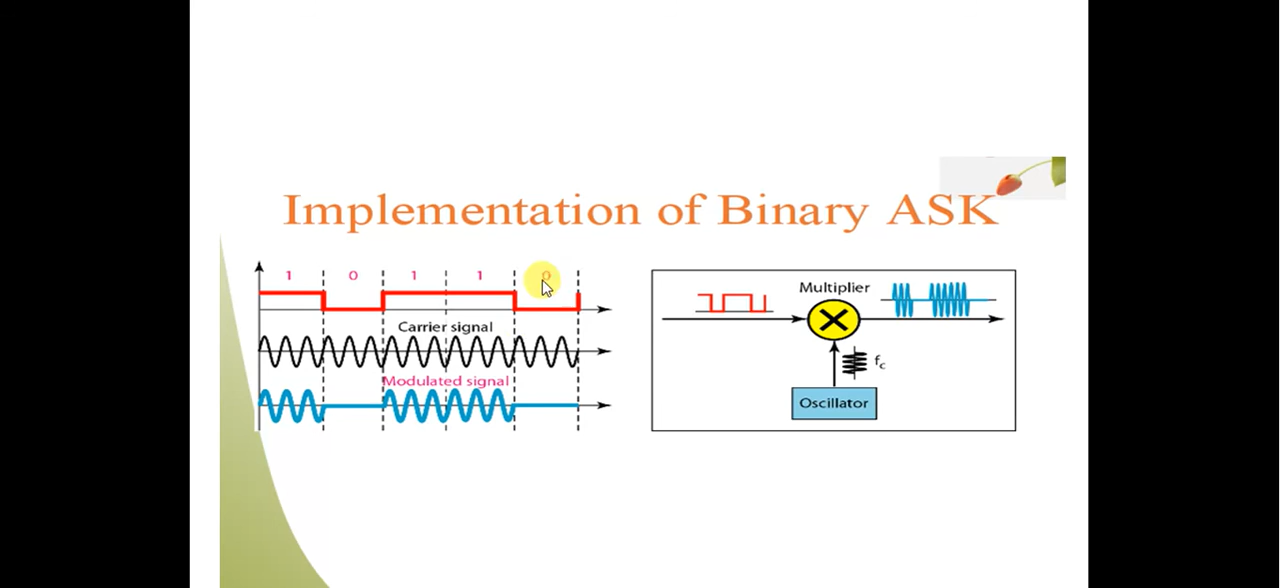 Implementation of Binary ASK
1 0 1 1 0
Carrier signal
Modulated signal
Multiplier
fc
Oscillator